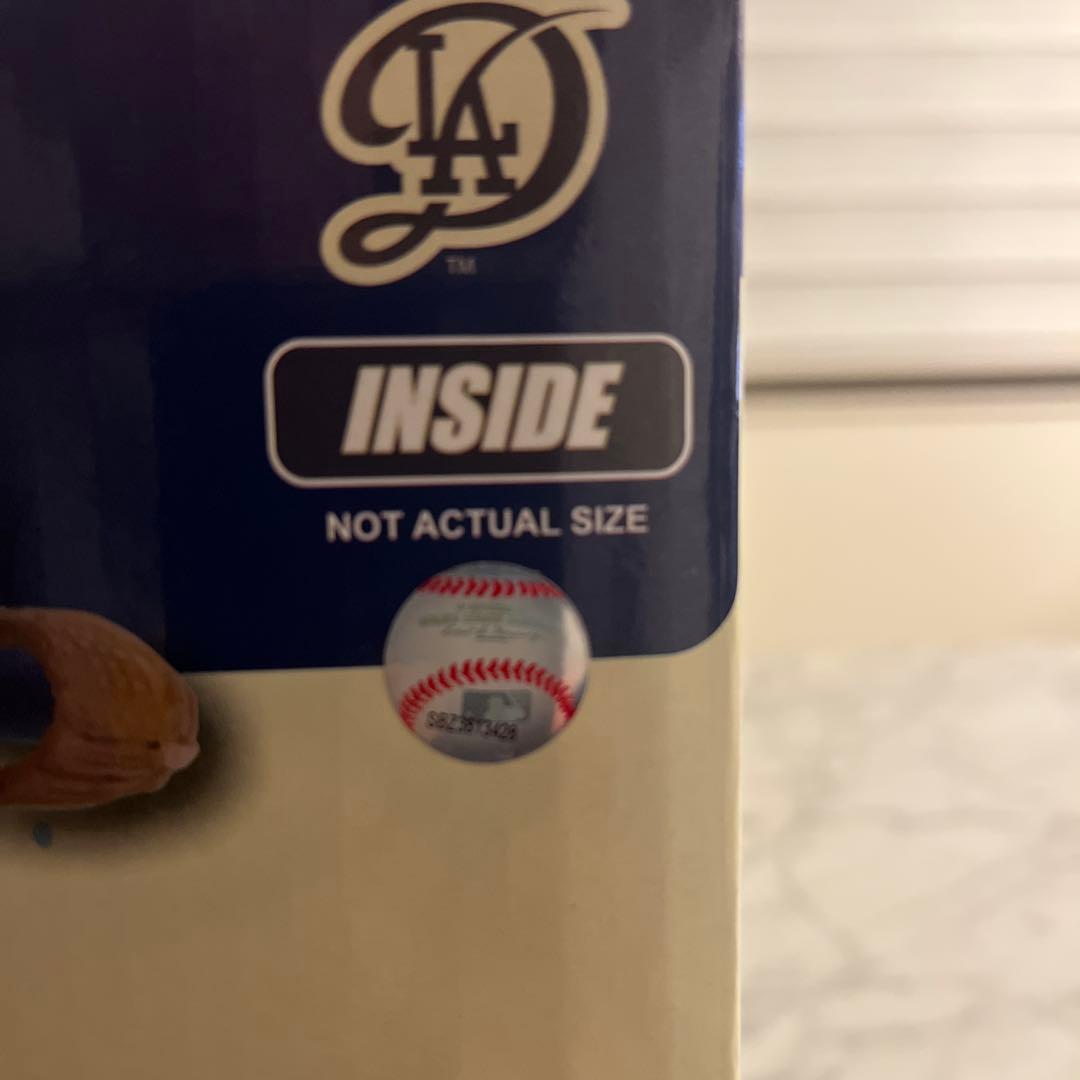 LA
TM
INSIDE
NOT ACTUAL SIZE